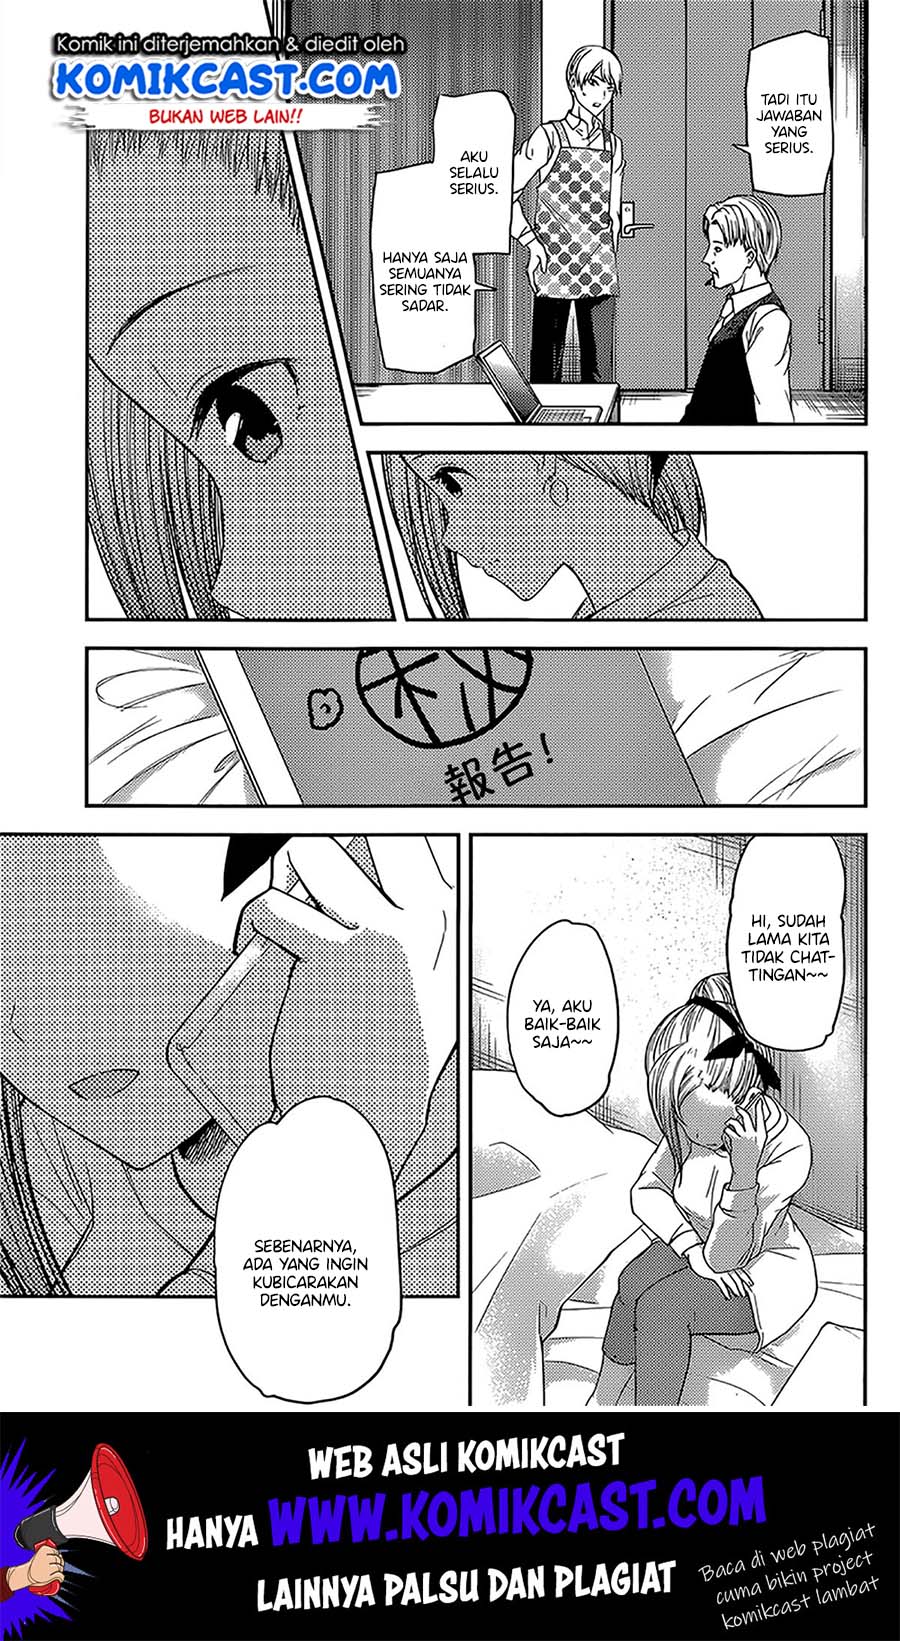 Komik ini diterjemahkan & diedit oleh
KOMIKCAST.COM
BUKAN WEB LAIN!!
TADI ITU
JAWABAN
YANG
SERIUS.
AKU
SELALU
SERIUS.
HANYA SAJA
SEMUANYA
SERING TIDAK
SADAR.
秘
報告!
HI, SUDAH
LAMA KITA
TIDAK CHAT-
TINGAN~~
YA, AKU
BAIK-BAIK
SAJA~~
SEBENARNYA,
ADA YANG INGIN
KUBICARAKAN
DENGANMU.
WEB ASLI KOMIKCAST
HANYA WWW.KOMIKCAST.COM
LAINNYA PALSU DAN PLAGIAT
Baca di web plagiat
cuma bikin project
komikcast lambat